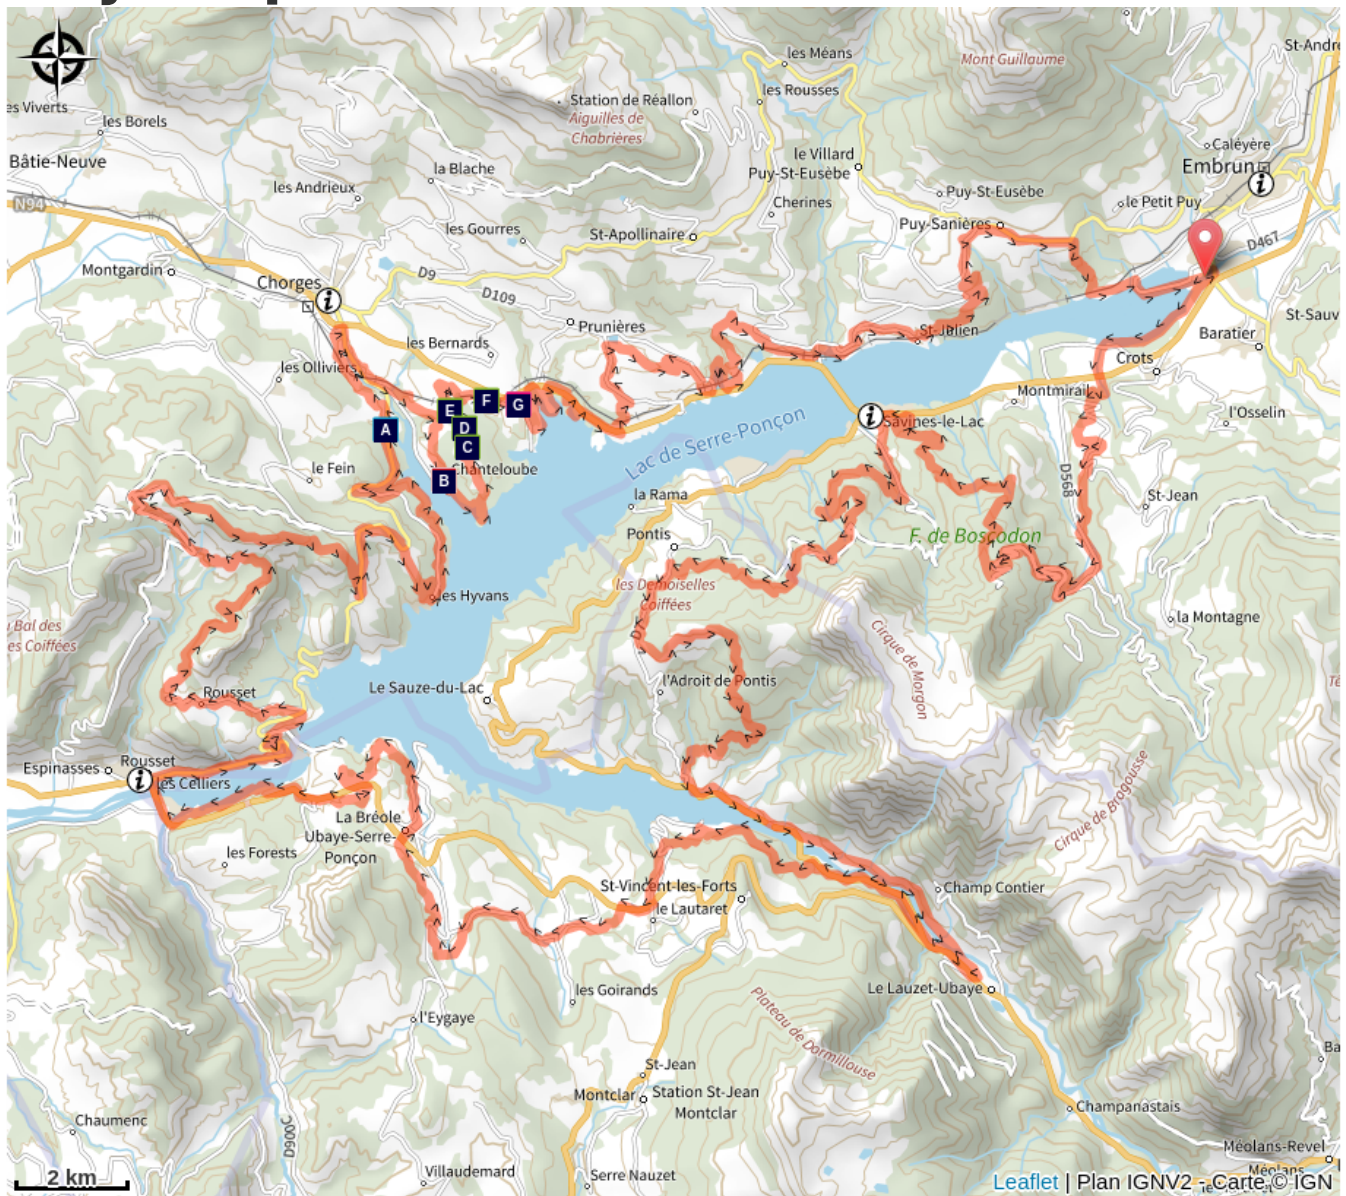 St-André
les Méans
Mont Guillaume
les Rousses
Station de Réallon
Aiguilles de
Chabrières
es Viverts
les Borels
Caléyère
Bâtie-Neuve
le Villard
Puy-St-Eusèbe
Embrun
la Blache
les Andrieux
Puy-St-Eusèbe
le Petit Puy
N94
Cherines
les Gourres
St-Apollinaire
Puy-Sanières
D467
Montgardin
D9
Chorges
D109
St-Sauv
Prunières
St-Julien
Baratier
les Bernards
Crots
les Olliviers
Montmirail
F
E
G
A
D
C
Savines-le-Lac
l'Osselin
Lac de Serre-Ponçon
le Fein
Chanteloube
B
D568
la Rama
St-Jean
Pontis
F. de Boscodon
les Demoiselles
Coiffées
les Hyvans
u Bal des
es Coiffées
la Montagne
Cirque de Morgon
l'Adroit de Pontis
Le Sauze-du-Lac
Rousset
Espinasses
Rousset
les Celliers
Cirque de Bragousse
La Bréole
Ubaye-Serre-
Ponçon
les Forests
St-Vincent-les-Forts
le Lautaret
Champ Contier
Le Lauzet-Ubaye
les Goirands
l'Eygaye
Plateau de Dormillouse
St-Jean
Montclar
Station St-Jean
Montclar
Ba
Chaumenc
D900C
Champanastais
Méolans-Revel
Villaudemard
Serre Nauzet
Méolans
2 km
Leaflet | Plan IGNV2 - Carte © IGN